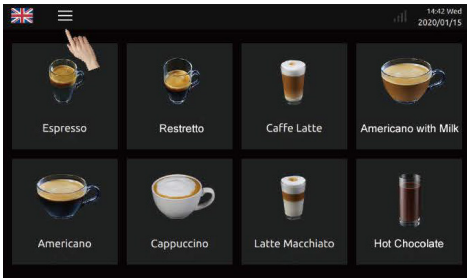 14:42 Wed
2020/01/15
Espresso
Restretto
Caffe Latte
Americano with Milk
Americano
Cappuccino
Latte Macchiato
Hot Chocolate